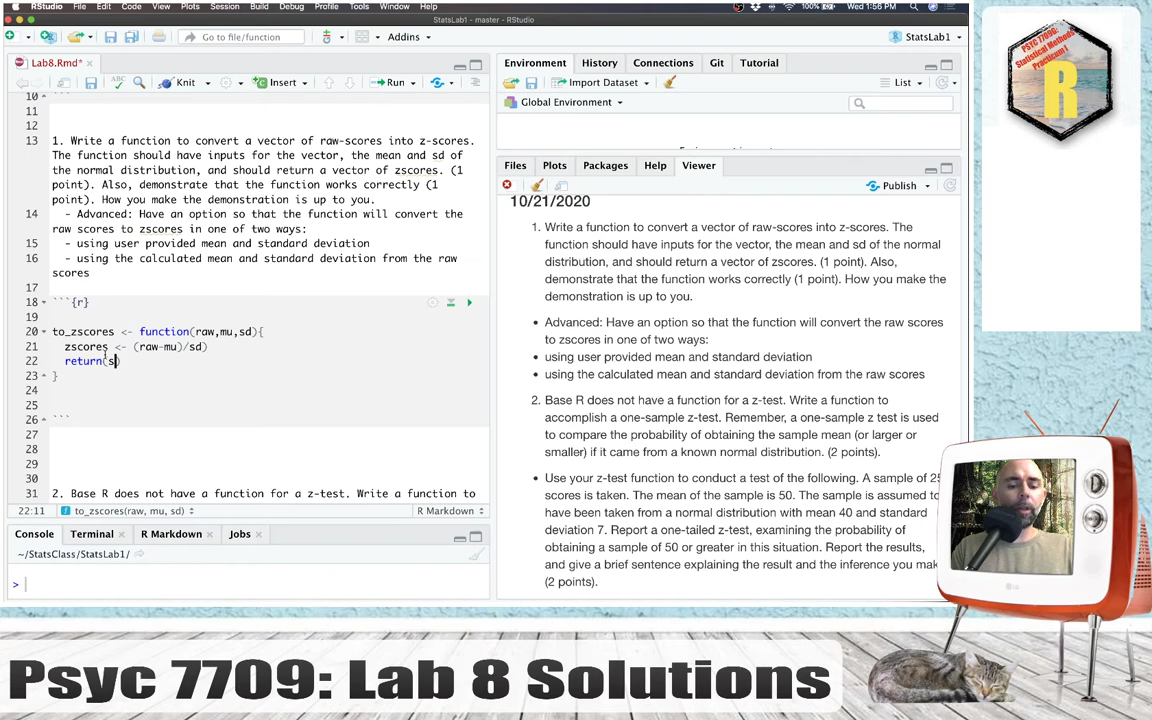 RStudio File Edit Code View Plots Session Build Debug Profile Tools Window Help 100% Wed 1:56 PM
StatsLab1 - master - RStudio
Go to file/function Addins StatsLab1
Lab8.Rmd*
Knit Insert Run
10 ```
11
12
13 1. Write a function to convert a vector of raw-scores into z-scores.
The function should have inputs for the vector, the mean and sd of
the normal distribution, and should return a vector of zscores. (1
point). Also, demonstrate that the function works correctly (1
point). How you make the demonstration is up to you.
14 - Advanced: Have an option so that the function will convert the
raw scores to zscores in one of two ways:
15 - using user provided mean and standard deviation
16 - using the calculated mean and standard deviation from the raw
scores
17
18 ```{r}
19
20 to_zscores <- function(raw,mu,sd){
21 zscores <- (raw-mu)/sd)
22 return(s)
23 }
24
25
26 ```
27
28
29
30
31 2. Base R does not have a function for a z-test. Write a function to
22:11 to_zscores(raw, mu, sd) R Markdown
Console Terminal R Markdown Jobs
~/StatsClass/StatsLab1/
>
Environment History Connections Git Tutorial
Import Dataset List
Global Environment
Files Plots Packages Help Viewer
Publish
10/21/2020
1. Write a function to convert a vector of raw-scores into z-scores. The
function should have inputs for the vector, the mean and sd of the normal
distribution, and should return a vector of zscores. (1 point). Also,
demonstrate that the function works correctly (1 point). How you make the
demonstration is up to you.
• Advanced: Have an option so that the function will convert the raw scores
to zscores in one of two ways:
• using user provided mean and standard deviation
• using the calculated mean and standard deviation from the raw scores
2. Base R does not have a function for a z-test. Write a function to
accomplish a one-sample z-test. Remember, a one-sample z test is used
to compare the probability of obtaining the sample mean (or larger or
smaller) if it came from a known normal distribution. (2 points).
• Use your z-test function to conduct a test of the following. A sample of 25
scores is taken. The mean of the sample is 50. The sample is assumed to
have been taken from a normal distribution with mean 40 and standard
deviation 7. Report a one-tailed z-test, examining the probability of
obtaining a sample of 50 or greater in this situation. Report the results,
and give a brief sentence explaining the result and the inference you mak
(2 points).
PSYC 7709G:
Statistical Methods
Practicum I
R
LG
Psyc 7709: Lab 8 Solutions